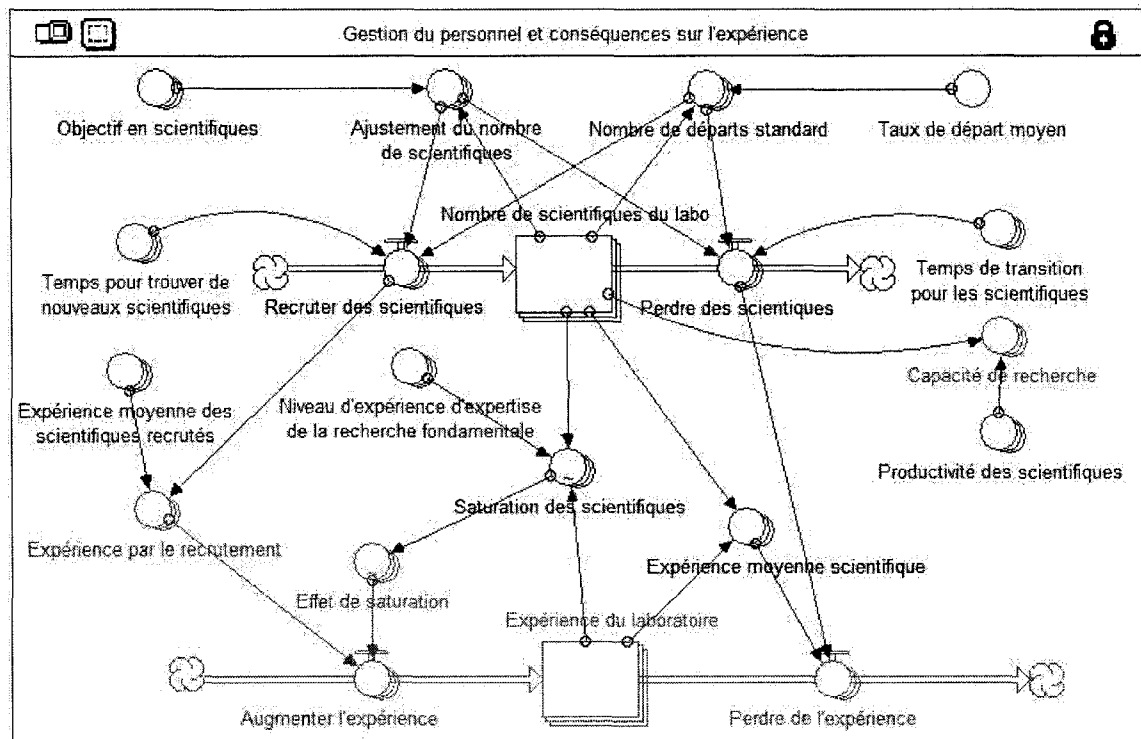 Gestion du personnel et conséquences sur l'expérience
Objectif en scientifiques
Ajustement du nombre
de scientifiques
Nombre de départs standard
Taux de départ moyen
Nombre de scientifiques du labo
Temps pour trouver de
nouveaux scientifiques
Recruter des scientifiques
Perdre des scientiques
Temps de transition
pour les scientifiques
Capacité de recherche
Expérience moyenne des
scientifiques recrutés
Niveau d'expérience d'expertise
de la recherche fondamentale
Productivité des scientifiques
Saturation des scientifiques
Expérience par le recrutement
Expérience moyenne scientifique
Effet de saturation
Expérience du laboratoire
Augmenter l'expérience
Perdre de l'expérience